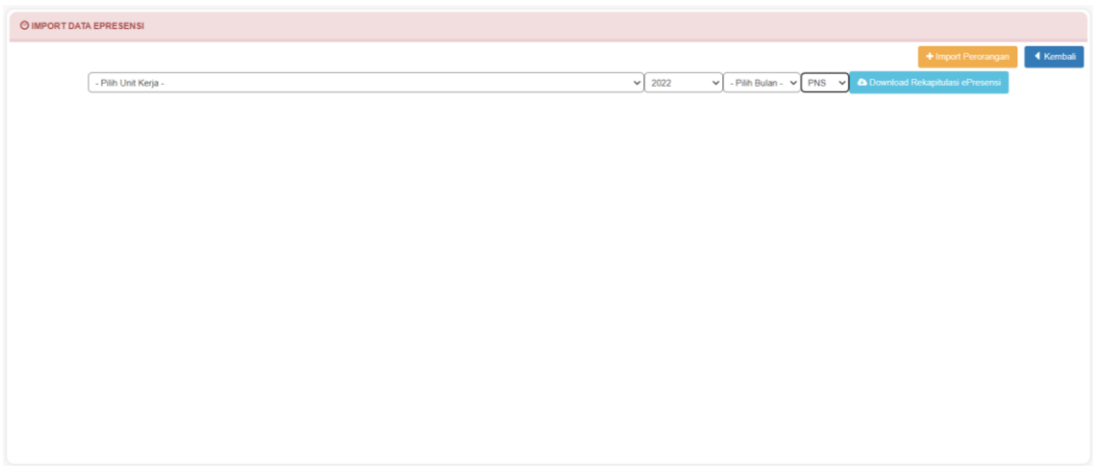 IMPORT DATA EPRESENSI
Import Perorangan Kembali
- Pilih Unit Kerja - 2022 - Pilih Bulan - PNS Download Rekapitulasi ePresensi